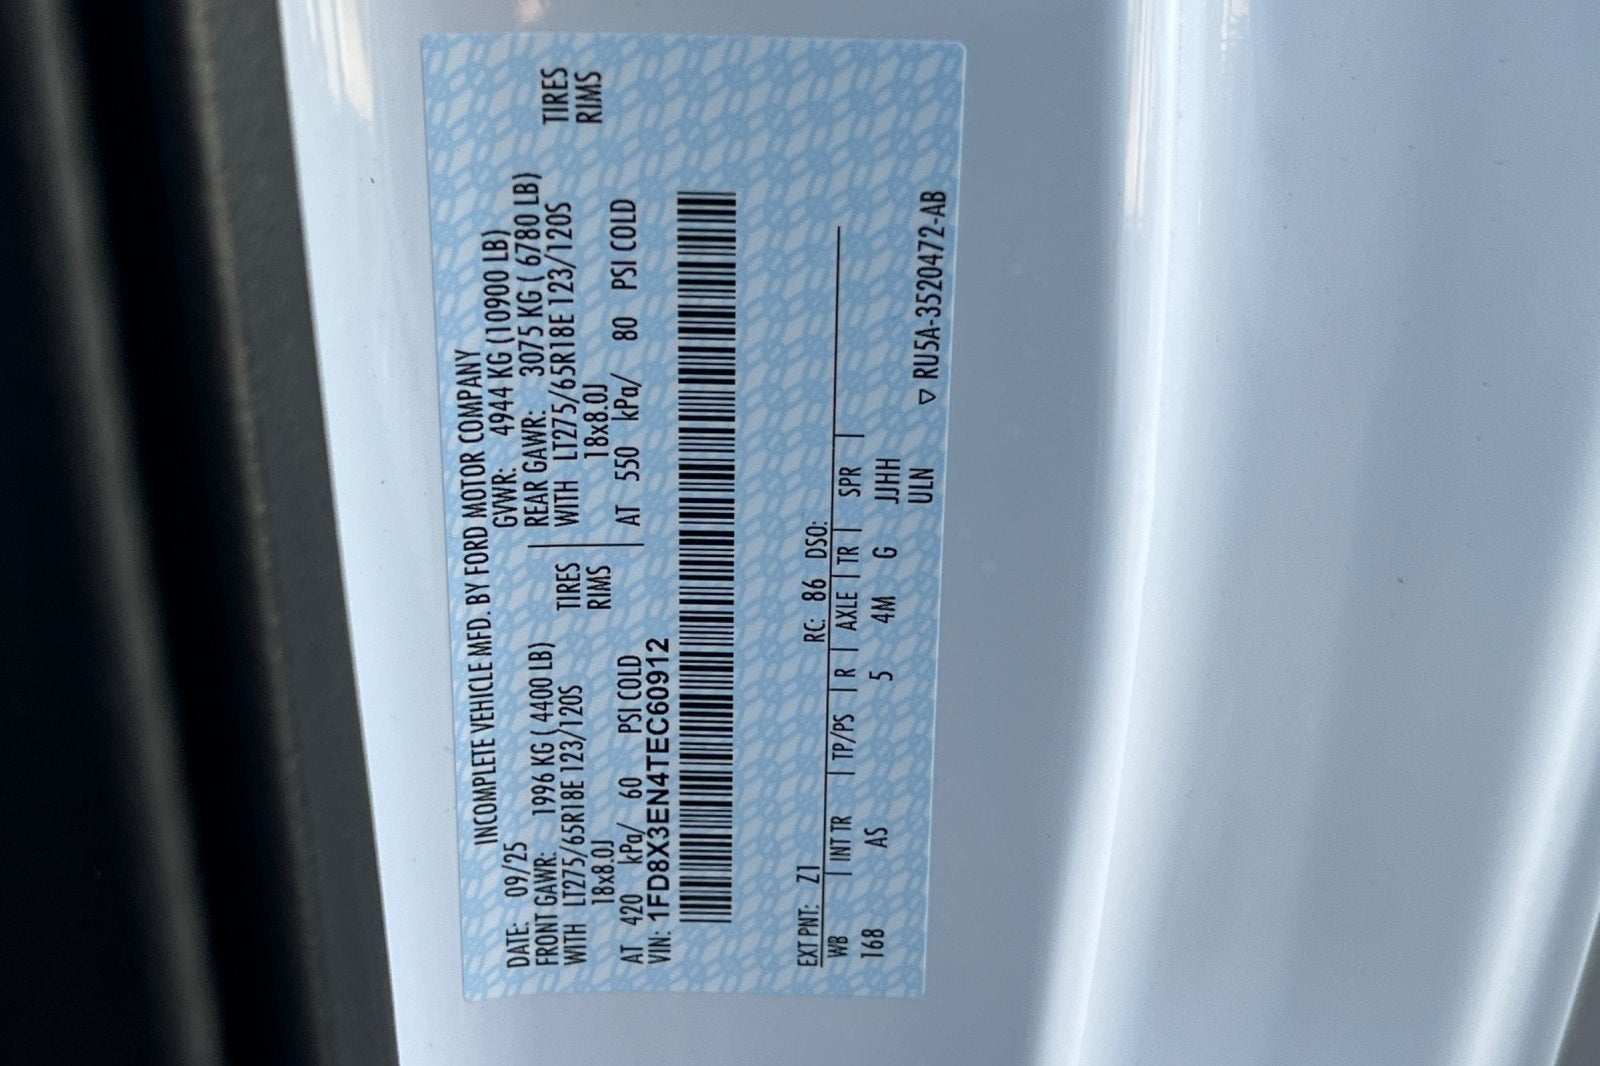 INCOMPLETE VEHICLE MFD. BY FORD MOTOR COMPANY
DATE: 09/25 GVWR: 4944 KG (10900 LB)
FRONT GAWR: 1996 KG ( 4400 LB) REAR GAWR: 3075 KG ( 6780 LB)
WITH LT275/65R18E 123/120S TIRES WITH LT275/65R18E 123/120S TIRES
18x8.0J RIMS 18x8.0J RIMS
AT 420 kPa/ 60 PSI COLD AT 550 kPa/ 80 PSI COLD
VIN: 1FD8X3EN4TEC60912
EXT PNT: Z1 RC: 86 DSO:
WB INT TR TP/PS R AXLE TR SPR
168 AS 5 4M G JJHH
ULN ▽ RU5A-3520472-AB